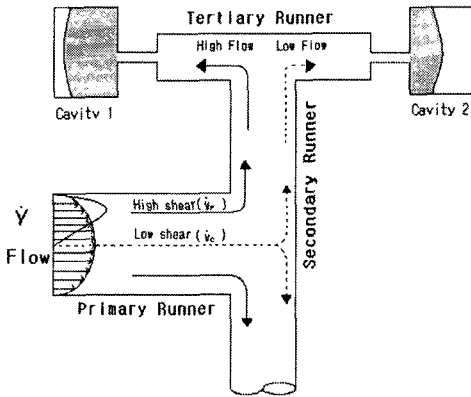 Tertiary Runner
High Flow
Low Flow
Cavity 1
Cavity 2
Secondary Runner
γ̇
Flow
High shear(γ̇r)
Low shear(γ̇c)
Primary Runner